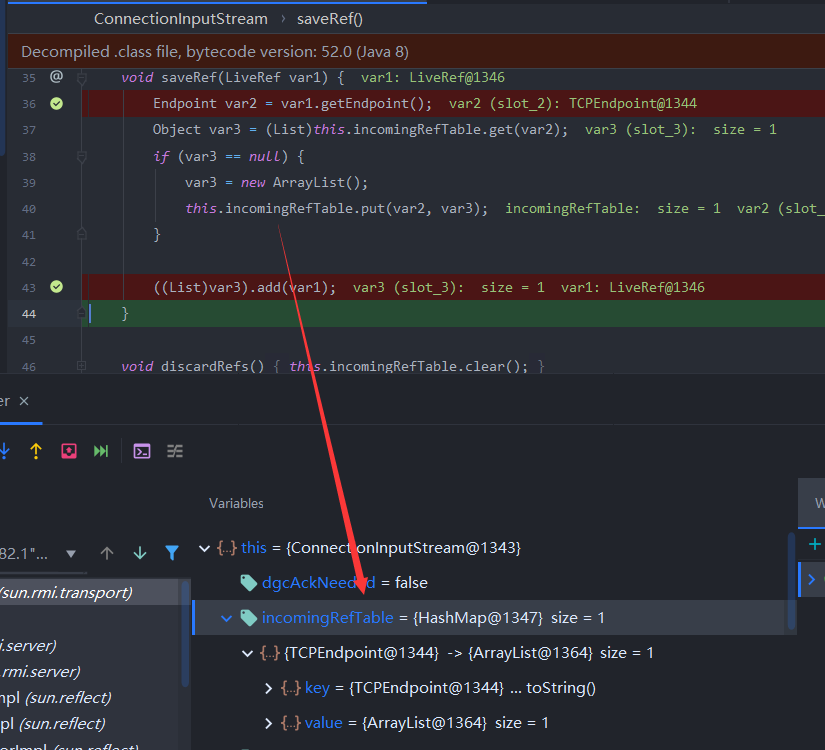 ConnectionInputStream › saveRef()
Decompiled .class file, bytecode version: 52.0 (Java 8)
35 @ void saveRef(LiveRef var1) { var1: LiveRef@1346
36 Endpoint var2 = var1.getEndpoint(); var2 (slot_2): TCPEndpoint@1344
37 Object var3 = (List)this.incomingRefTable.get(var2); var3 (slot_3): size = 1
38 if (var3 == null) {
39 var3 = new ArrayList();
40 this.incomingRefTable.put(var2, var3); incomingRefTable: size = 1 var2 (slot_
41 }
42
43 ((List)var3).add(var1); var3 (slot_3): size = 1 var1: LiveRef@1346
44 }
45
46 void discardRefs() { this.incomingRefTable.clear(); }
er ×
Variables
W
82.1"...
{...} this = {ConnectionInputStream@1343}
(sun.rmi.transport)
dgcAckNeeded = false
incomingRefTable = {HashMap@1347} size = 1
i.server)
{...} {TCPEndpoint@1344} -> {ArrayList@1364} size = 1
.rmi.server)
{...} key = {TCPEndpoint@1344} ... toString()
mpl (sun.reflect)
{...} value = {ArrayList@1364} size = 1
pl (sun.reflect)
orImpl (sun.reflect)